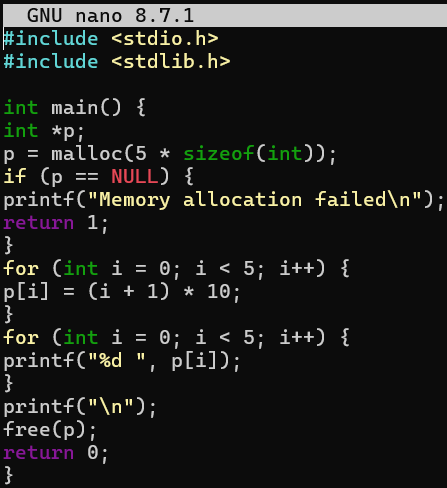 GNU nano 8.7.1
#include <stdio.h>
#include <stdlib.h>

int main() {
int *p;
p = malloc(5 * sizeof(int));
if (p == NULL) {
printf("Memory allocation failed\n");
return 1;
}
for (int i = 0; i < 5; i++) {
p[i] = (i + 1) * 10;
}
for (int i = 0; i < 5; i++) {
printf("%d ", p[i]);
}
printf("\n");
free(p);
return 0;
}